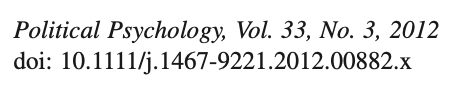 Political Psychology, Vol. 33, No. 3, 2012
doi: 10.1111/j.1467-9221.2012.00882.x